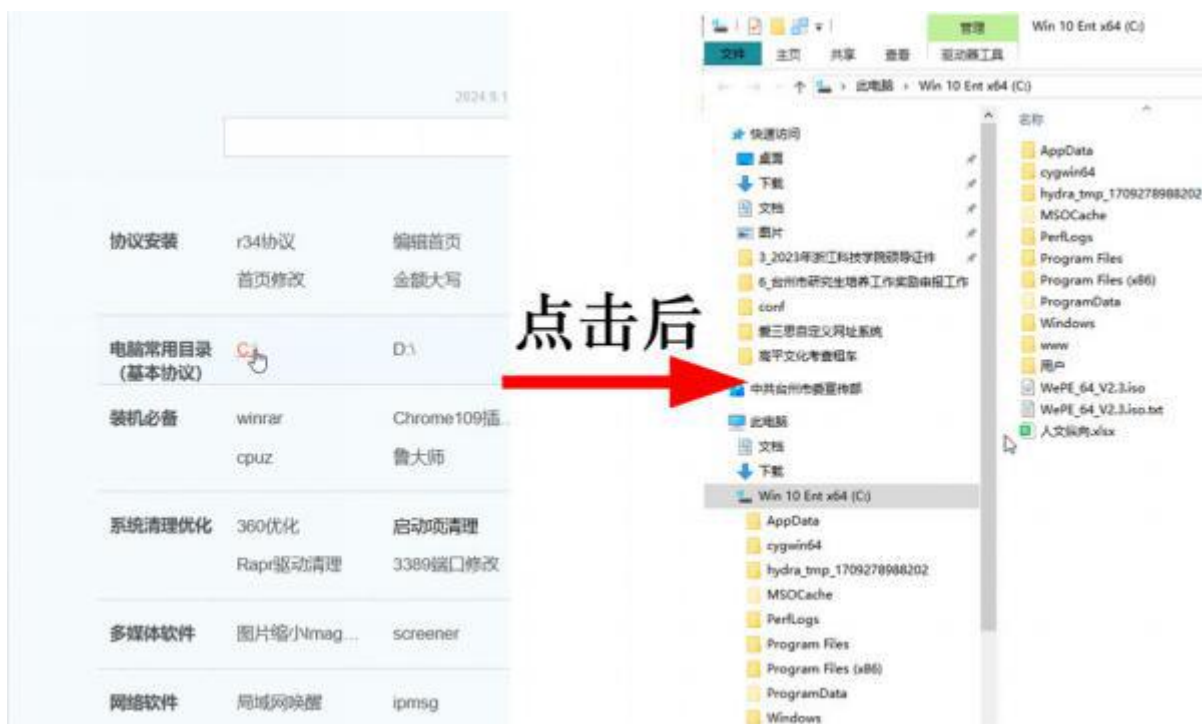 2024.9.1
协议安装 r34协议 编辑首页
首页修改 金额大写
电脑常用目录 C:\ D:\
(基本协议)
装机必备 winrar Chrome109插...
cpuz 鲁大师
系统清理优化 360优化 启动项清理
Rapr驱动清理 3389端口修改
多媒体软件 图片缩小Imag... screener
网络软件 局域网唤醒 ipmsg
点击后
管理 Win 10 Ent x64 (C:)
文件 主页 共享 查看 驱动器工具
此电脑 › Win 10 Ent x64 (C:)
快速访问
桌面
下载
文档
图片
3_2023年浙江科技学院领导证件
6_台州市研究生培养工作奖励申报工作
conf
爱三思自定义网址系统
高平文化考查租车
中共台州市委宣传部
此电脑
文档
下载
Win 10 Ent x64 (C:)
AppData
cygwin64
hydra_tmp_1709278988202
MSOCache
PerfLogs
Program Files
Program Files (x86)
ProgramData
Windows
名称
AppData
cygwin64
hydra_tmp_1709278988202
MSOCache
PerfLogs
Program Files
Program Files (x86)
ProgramData
Windows
www
用户
WePE_64_V2.3.iso
WePE_64_V2.3.iso.txt
人文纵向.xlsx